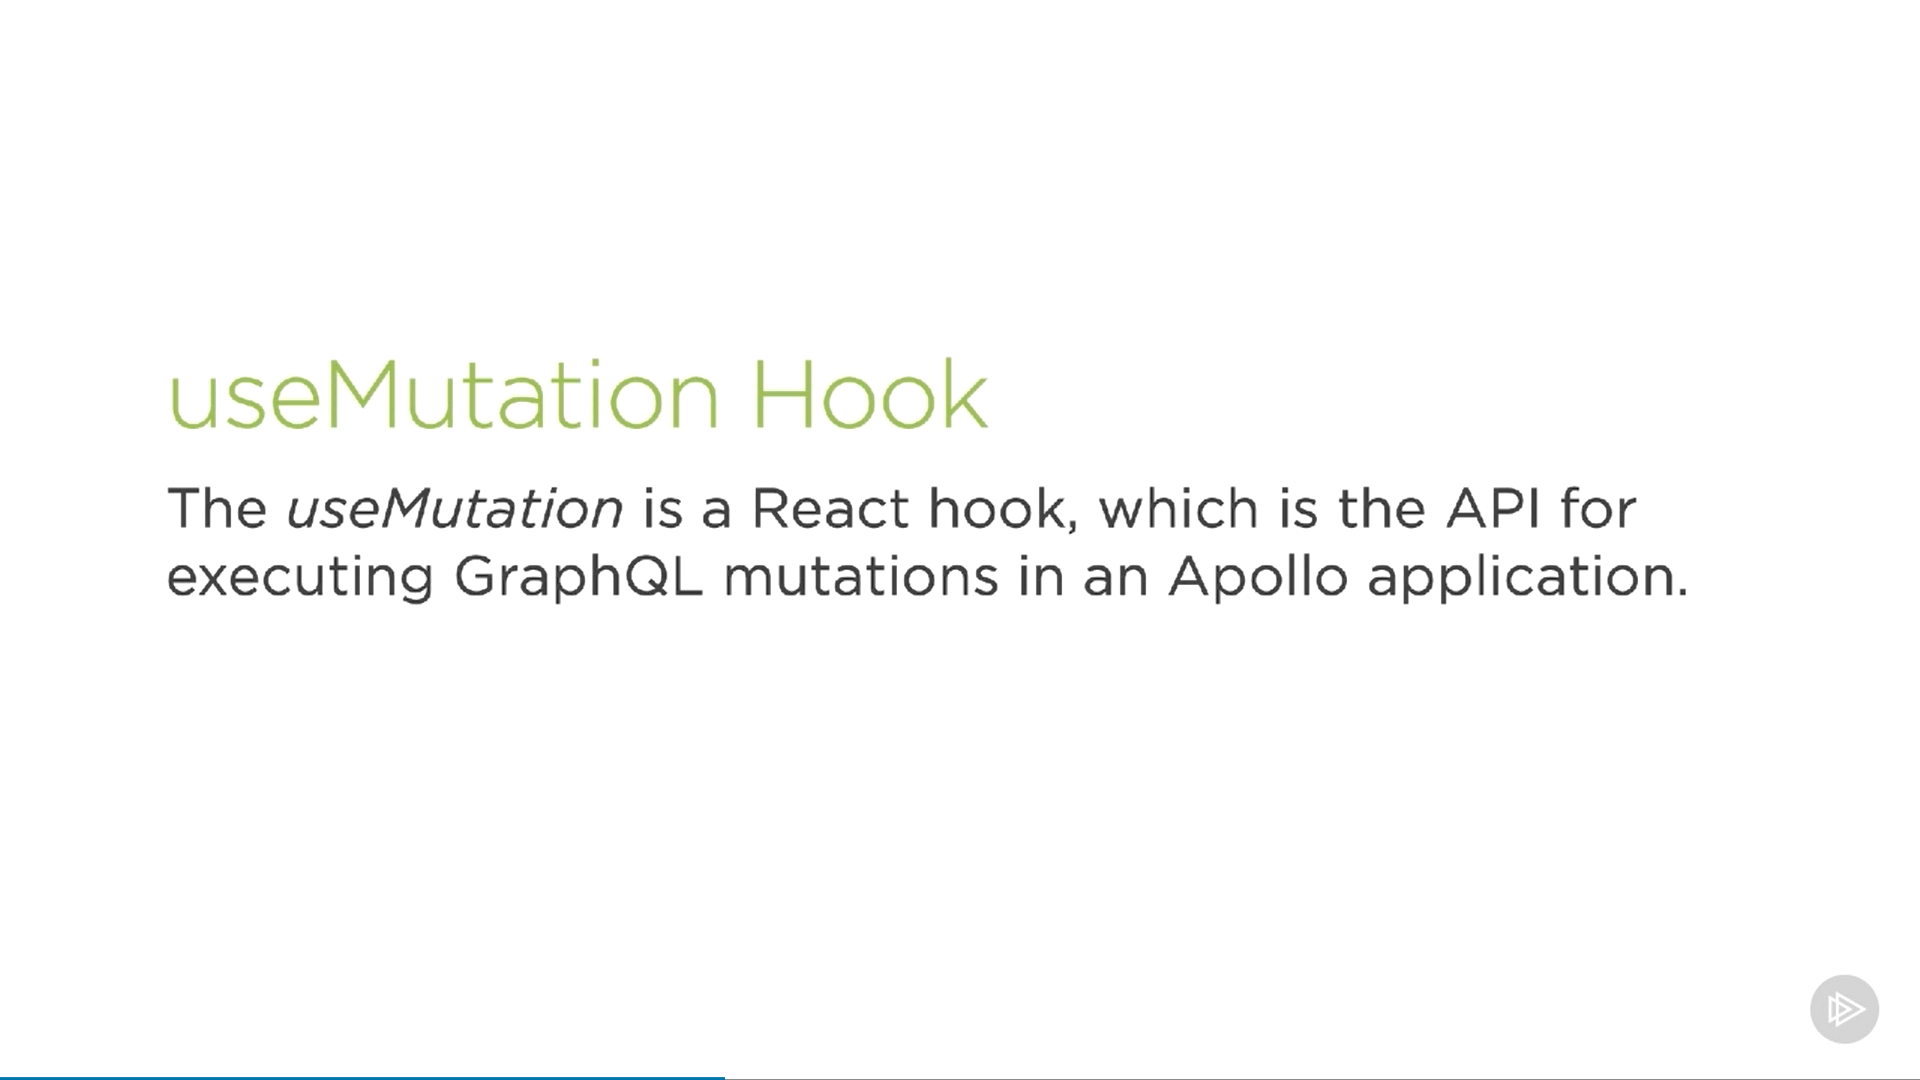 useMutation Hook
The useMutation is a React hook, which is the API for
executing GraphQL mutations in an Apollo application.